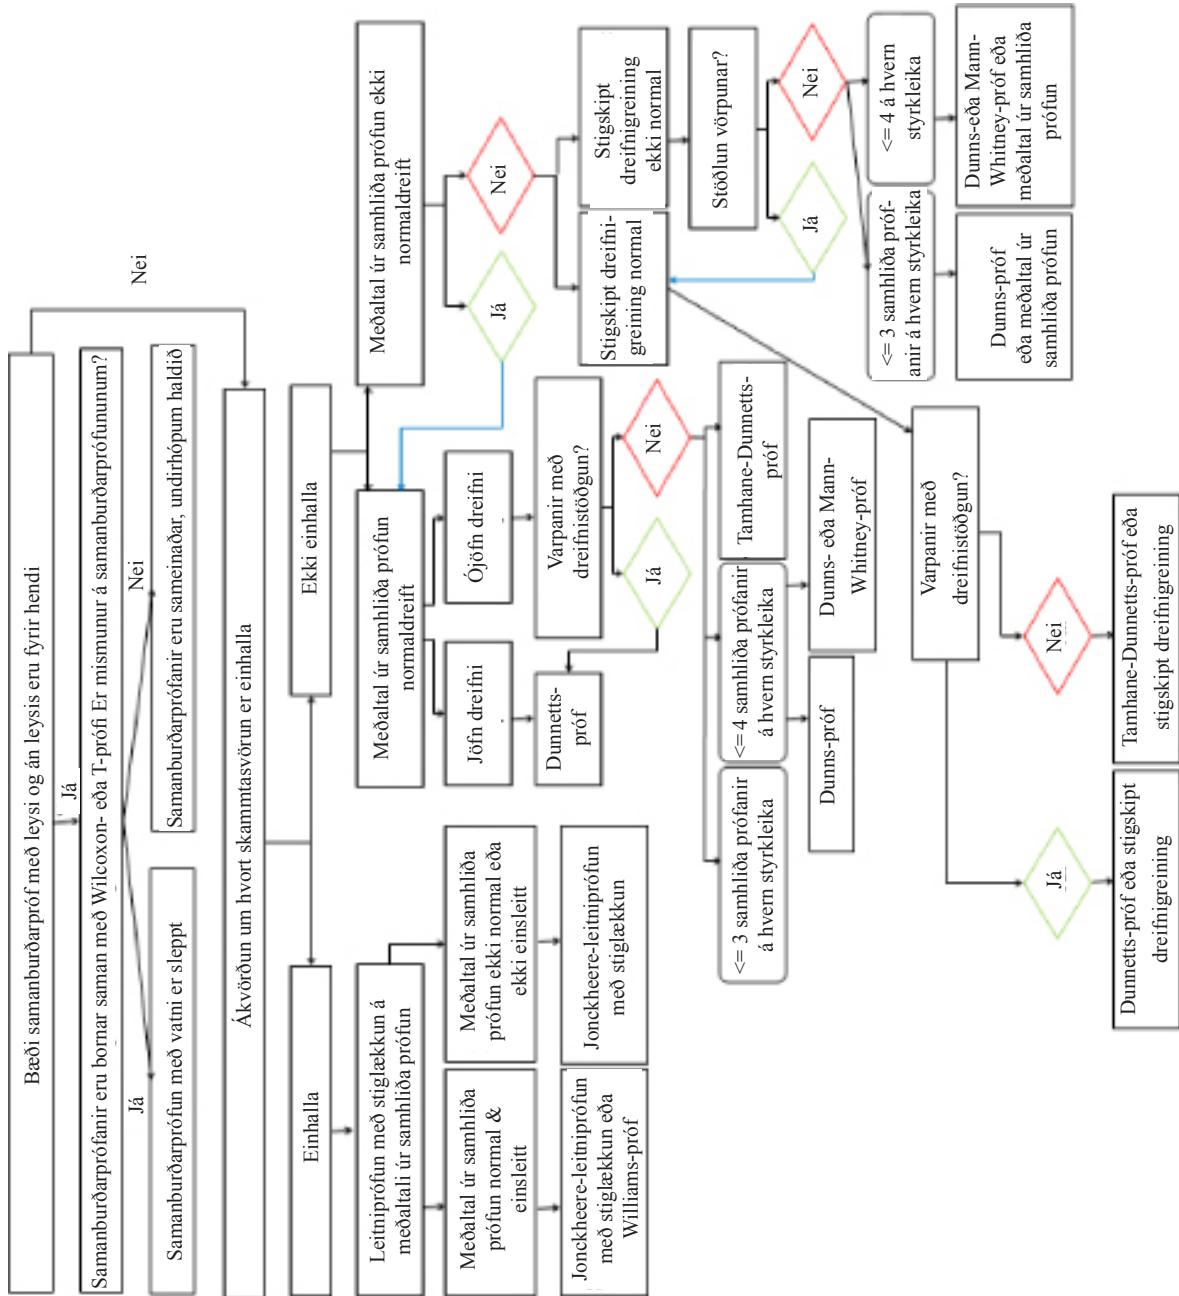 Bæði samanburðarpróf með leysi og án leysis eru fyrir hendi
Já
Nei
Samanburðarprófanir eru bornar saman með Wilcoxon- eða T-prófi Er mismunur á samanburðarprófununum?
Já
Nei
Samanburðarprófun með vatni er sleppt
Samanburðarprófanir eru sameinaðar, undirhópum haldið
Ákvörðun um hvort skammtasvörun er einhalla
Einhalla
Ekki einhalla
Leitniprófun með stiglækkun á
meðaltali úr samhliða prófun
Meðaltal úr samhliða prófun
normaldreift
Meðaltal úr samhliða prófun ekki
normaldreift
Meðaltal úr samhliða
prófun normal &
einsleitt
Meðaltal úr samhliða
prófun ekki normal eða
ekki einsleitt
Jöfn dreifni
Ójöfn dreifni
Já
Nei
Jonckheere-leitniprófun
með stiglækkun eða
Williams-próf
Jonckheere-leitniprófun
með stiglækkun
Dunnetts-
próf
Varpanir með
dreifnistöðgun?
Stigskipt dreifni-
greining normal
Stigskipt
dreifnigreining
ekki normal
Já
Nei
Stöðlun vörpunar?
<= 3 samhliða prófanir
á hvern styrkleika
<= 4 samhliða prófanir
á hvern styrkleika
Tamhane-Dunnetts-
próf
Já
Nei
Dunns-próf
Dunns- eða Mann-
Whitney-próf
<= 3 samhliða próf-
anir á hvern styrkleika
<= 4 á hvern
styrkleika
Varpanir með
dreifnistöðgun?
Dunns-próf
eða meðaltal úr
samhliða prófun
Dunns-eða Mann-
Whitney-próf eða
meðaltal úr samhliða
prófun
Já
Nei
Dunnetts-próf eða stigskipt
dreifnigreining
Tamhane-Dunnetts-próf eða
stigskipt dreifnigreining